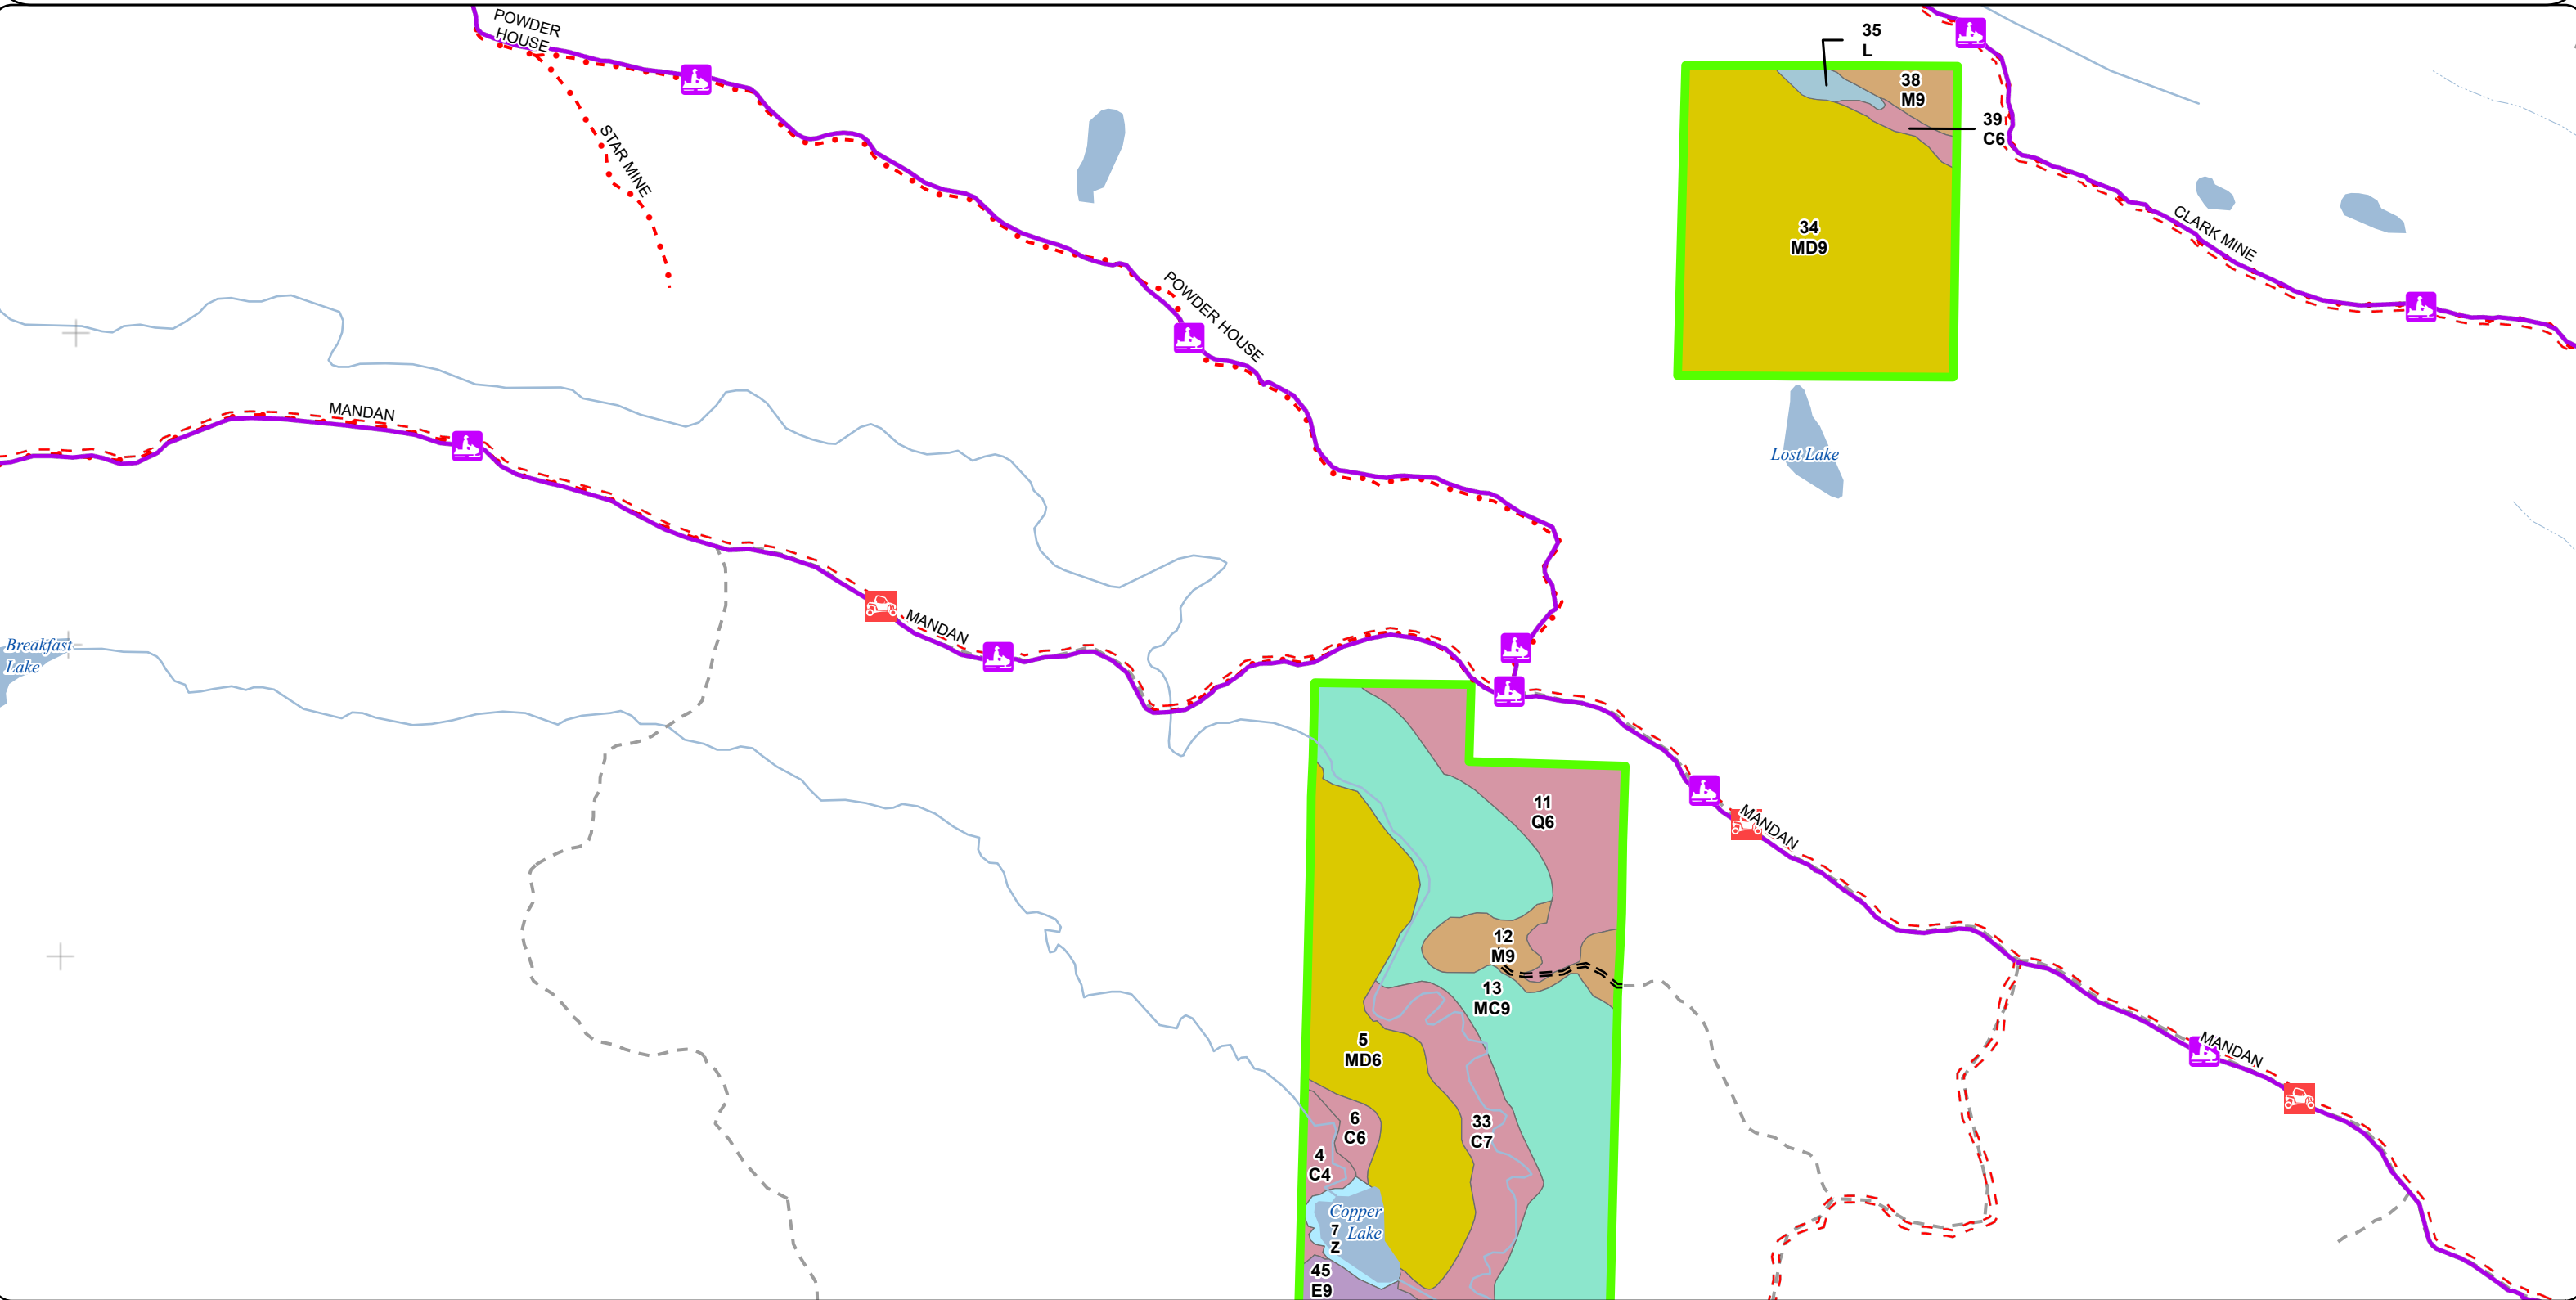 POWDER
HOUSE
STAR MINE
35
L
38
M9
39
C6
34
MD9
CLARK MINE
POWDER HOUSE
MANDAN
Lost Lake
Breakfast
Lake
MANDAN
11
Q6
MANDAN
12
M9
13
MC9
5
MD6
MANDAN
6
C6
33
C7
4
C4
Copper
Lake
7
Z
45
E9